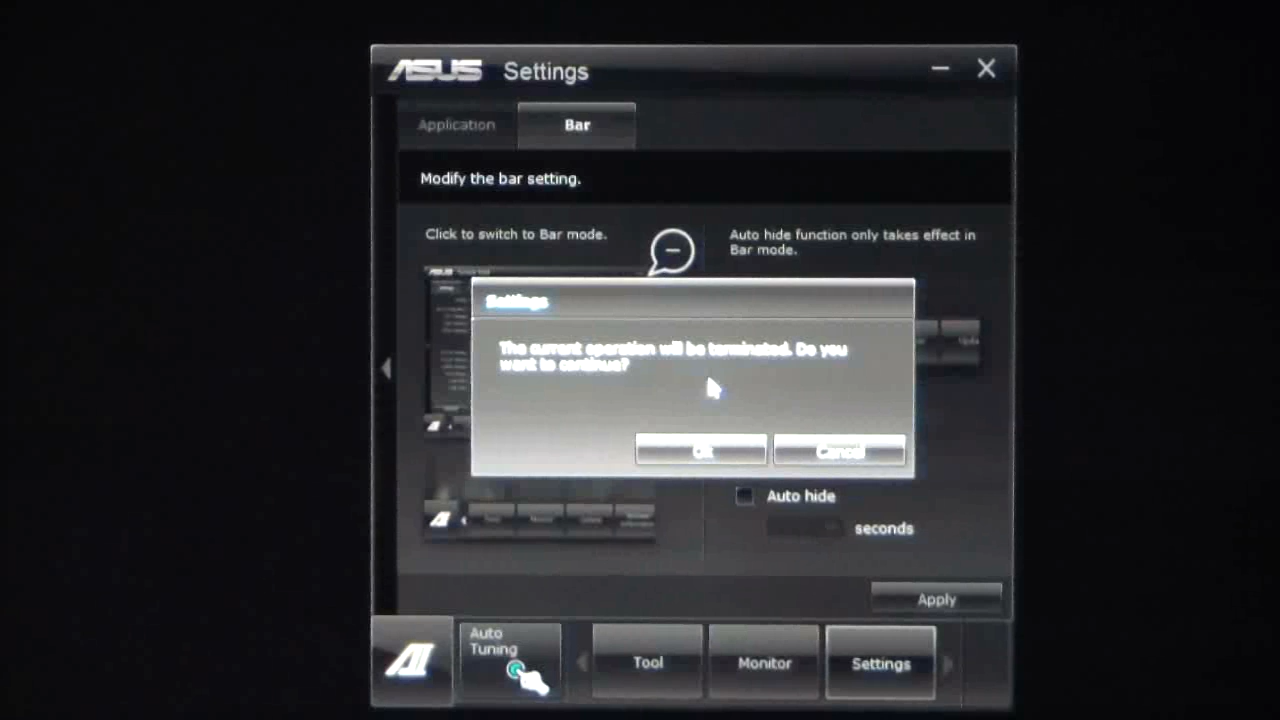 ASUS Settings
Application
Bar
Modify the bar setting.
Click to switch to Bar mode.
Auto hide function only takes effect in
Bar mode.
Settings
The current operation will be terminated. Do you
want to continue?
OK
Cancel
Auto hide
seconds
Apply
AI
Auto
Tuning
Tool
Monitor
Settings